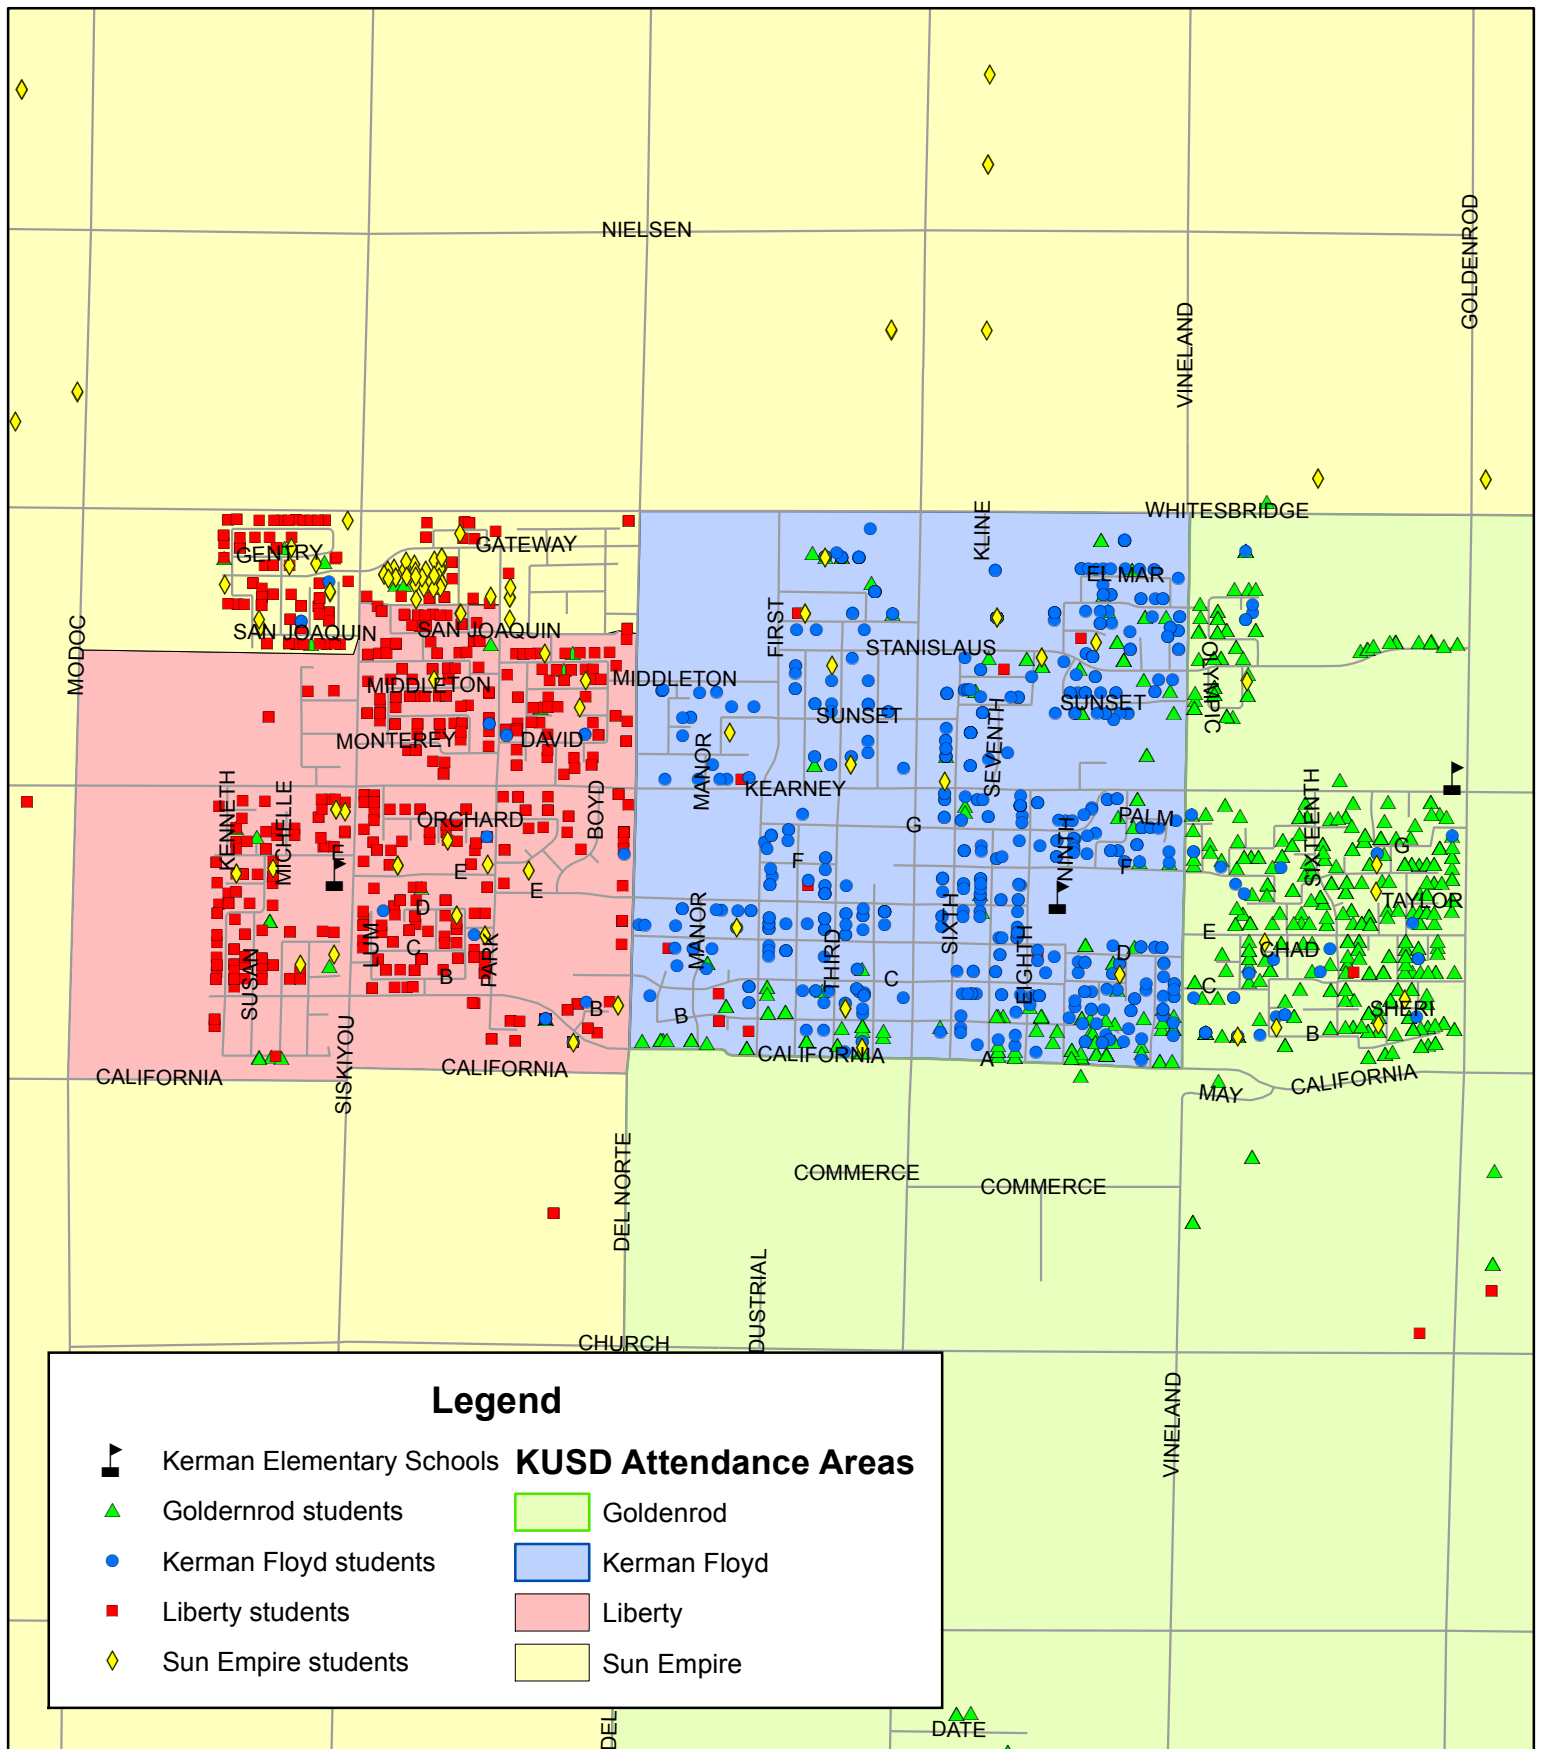 NIELSEN
GOLDENROD
VINELAND
WHITESBRIDGE
KLINE
GATEWAY
GENTRY
EL MAR
FIRST
SAN JOAQUIN
SAN JOAQUIN
MODOC
STANISLAUS
MIDDLETON
MIDDLETON
OLYMPIC
SUNSET
SUNSET
MONTEREY
DAVID
SEVENTH
MANOR
KEARNEY
KENNETH
MICHELLE
BOYD
SIXTEENTH
ORCHARD
PALM
G
G
NINTH
E
F
F
E
E
TAYLOR
D
MANOR
SIXTH
LUM
E
C
PARK
THIRD
EIGHTH
D
CHAD
SUSAN
B
C
C
B
B
SHERI
B
SISKIYOU
CALIFORNIA
A
CALIFORNIA
CALIFORNIA
CALIFORNIA
MAY
DEL NORTE
COMMERCE
COMMERCE
DUSTRIAL
CHURCH
VINELAND
Legend
Kerman Elementary Schools
Goldernrod students
Kerman Floyd students
Liberty students
Sun Empire students
KUSD Attendance Areas
Goldenrod
Kerman Floyd
Liberty
Sun Empire
DEL
DATE